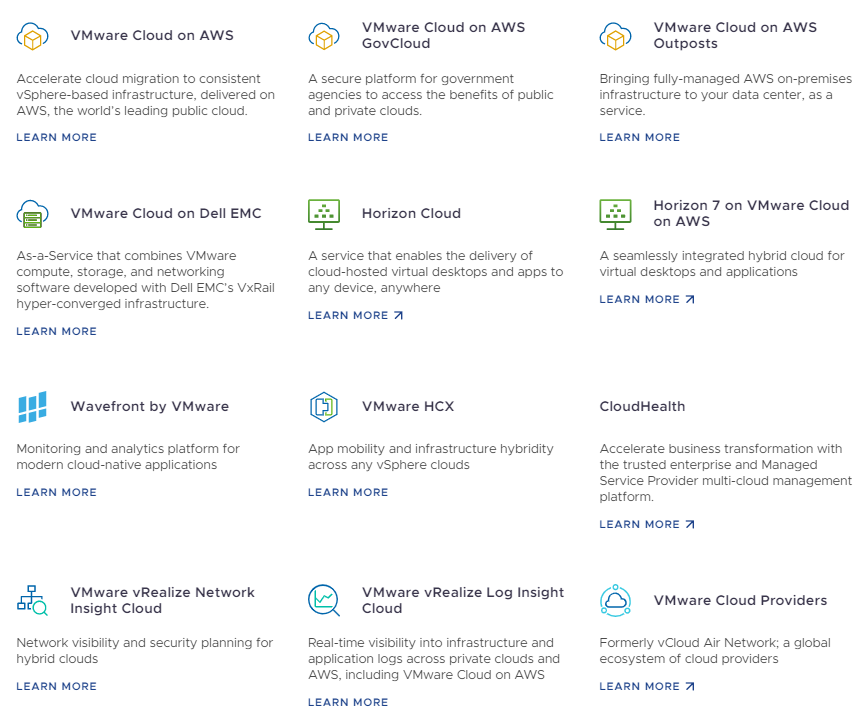 VMware Cloud on AWS
Accelerate cloud migration to consistent
vSphere-based infrastructure, delivered on
AWS, the world's leading public cloud.
LEARN MORE
VMware Cloud on AWS
GovCloud
A secure platform for government
agencies to access the benefits of public
and private clouds.
LEARN MORE
VMware Cloud on AWS
Outposts
Bringing fully-managed AWS on-premises
infrastructure to your data center, as a
service.
LEARN MORE
VMware Cloud on Dell EMC
As-a-Service that combines VMware
compute, storage, and networking
software developed with Dell EMC's VxRail
hyper-converged infrastructure.
LEARN MORE
Horizon Cloud
A service that enables the delivery of
cloud-hosted virtual desktops and apps to
any device, anywhere
LEARN MORE
Horizon 7 on VMware Cloud
on AWS
A seamlessly integrated hybrid cloud for
virtual desktops and applications
LEARN MORE
Wavefront by VMware
Monitoring and analytics platform for
modern cloud-native applications
LEARN MORE
VMware HCX
App mobility and infrastructure hybridity
across any vSphere clouds
LEARN MORE
CloudHealth
Accelerate business transformation with
the trusted enterprise and Managed
Service Provider multi-cloud management
platform.
LEARN MORE
VMware vRealize Network
Insight Cloud
Network visibility and security planning for
hybrid clouds
LEARN MORE
VMware vRealize Log Insight
Cloud
Real-time visibility into infrastructure and
application logs across private clouds and
AWS, including VMware Cloud on AWS
LEARN MORE
VMware Cloud Providers
Formerly vCloud Air Network; a global
ecosystem of cloud providers
LEARN MORE